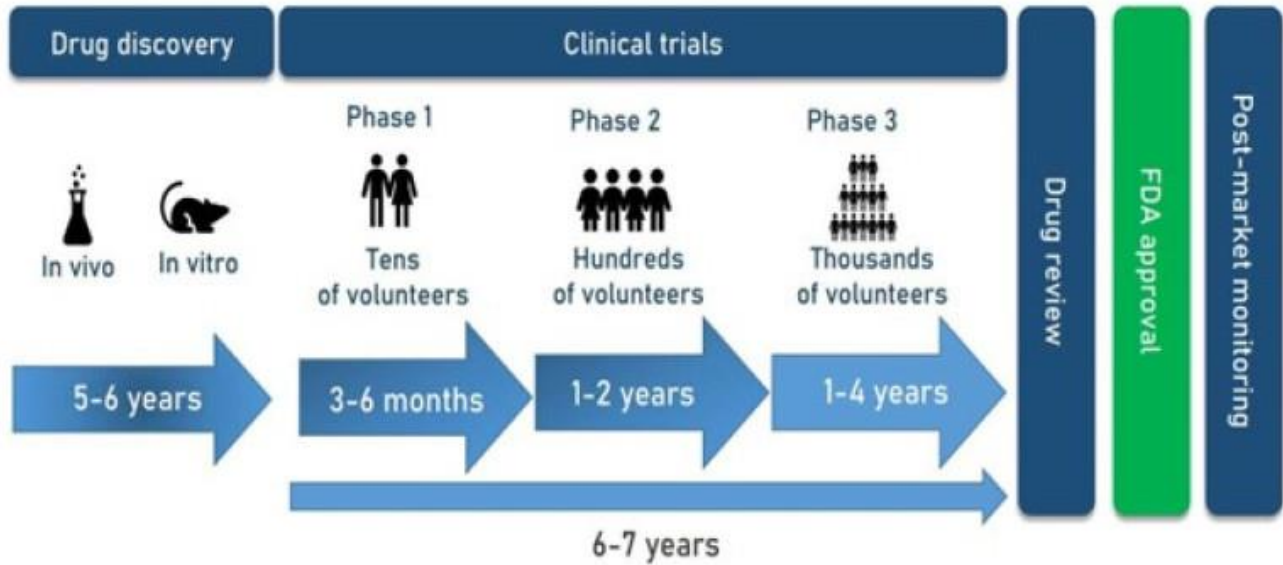 Drug discovery
Clinical trials
Phase 1
Phase 2
Phase 3
In vivo
In vitro
Tens
of volunteers
Hundreds
of volunteers
Thousands
of volunteers
5-6 years
3-6 months
1-2 years
1-4 years
6-7 years
Drug review
FDA approval
Post-market monitoring